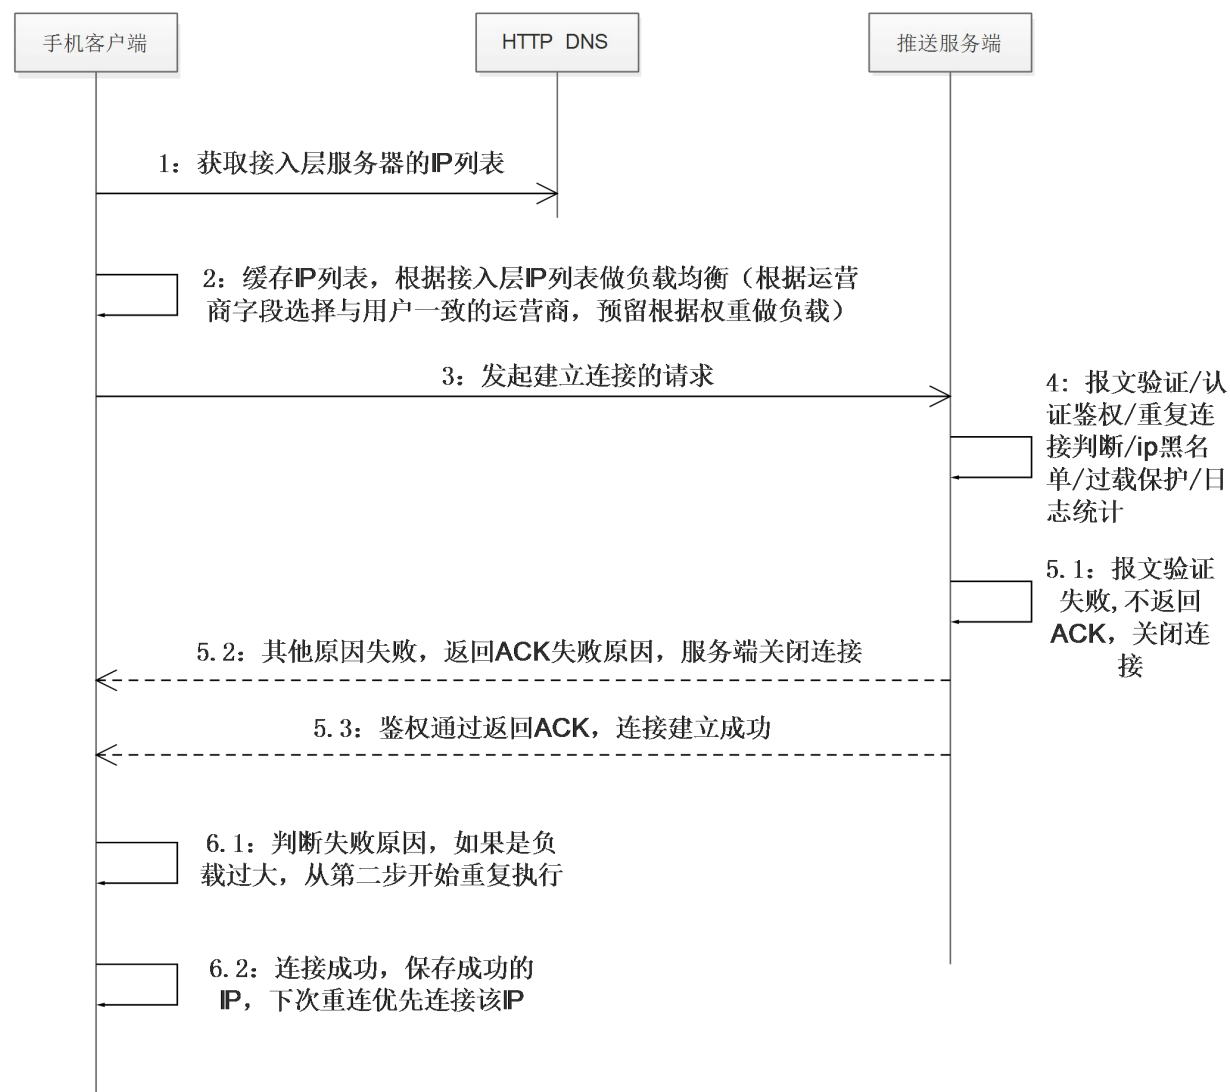 手机客户端
HTTP DNS
推送服务端
1：获取接入层服务器的IP列表
2：缓存IP列表，根据接入层IP列表做负载均衡（根据运营
商字段选择与用户一致的运营商，预留根据权重做负载）
3：发起建立连接的请求
4: 报文验证/认
证鉴权/重复连
接判断/ip黑名
单/过载保护/日
志统计
5.1：报文验证
失败,不返回
ACK，关闭连
接
5.2：其他原因失败，返回ACK失败原因，服务端关闭连接
5.3：鉴权通过返回ACK，连接建立成功
6.1：判断失败原因，如果是负
载过大，从第二步开始重复执行
6.2：连接成功，保存成功的
IP，下次重连优先连接该IP